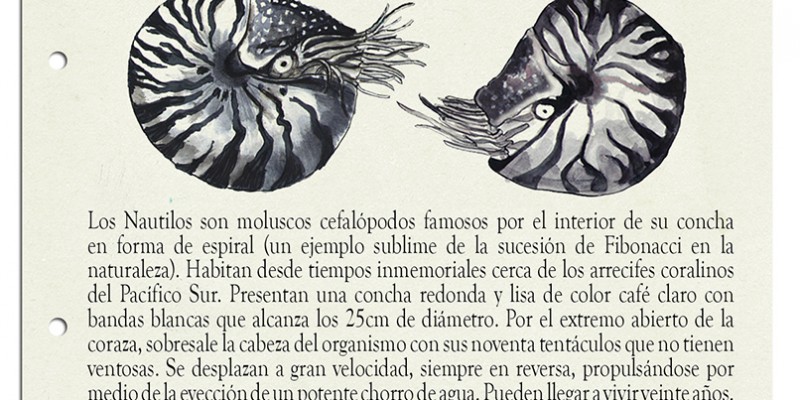 Los Nautilos son moluscos cefalópodos famosos por el interior de su concha
en forma de espiral (un ejemplo sublime de la sucesión de Fibonacci en la
naturaleza). Habitan desde tiempos inmemoriales cerca de los arrecifes coralinos
del Pacífico Sur. Presentan una concha redonda y lisa de color café claro con
bandas blancas que alcanza los 25cm de diámetro. Por el extremo abierto de la
coraza, sobresale la cabeza del organismo con sus noventa tentáculos que no tienen
ventosas. Se desplazan a gran velocidad, siempre en reversa, propulsándose por
medio de la eyección de un potente chorro de agua. Pueden llegar a vivir veinte años.